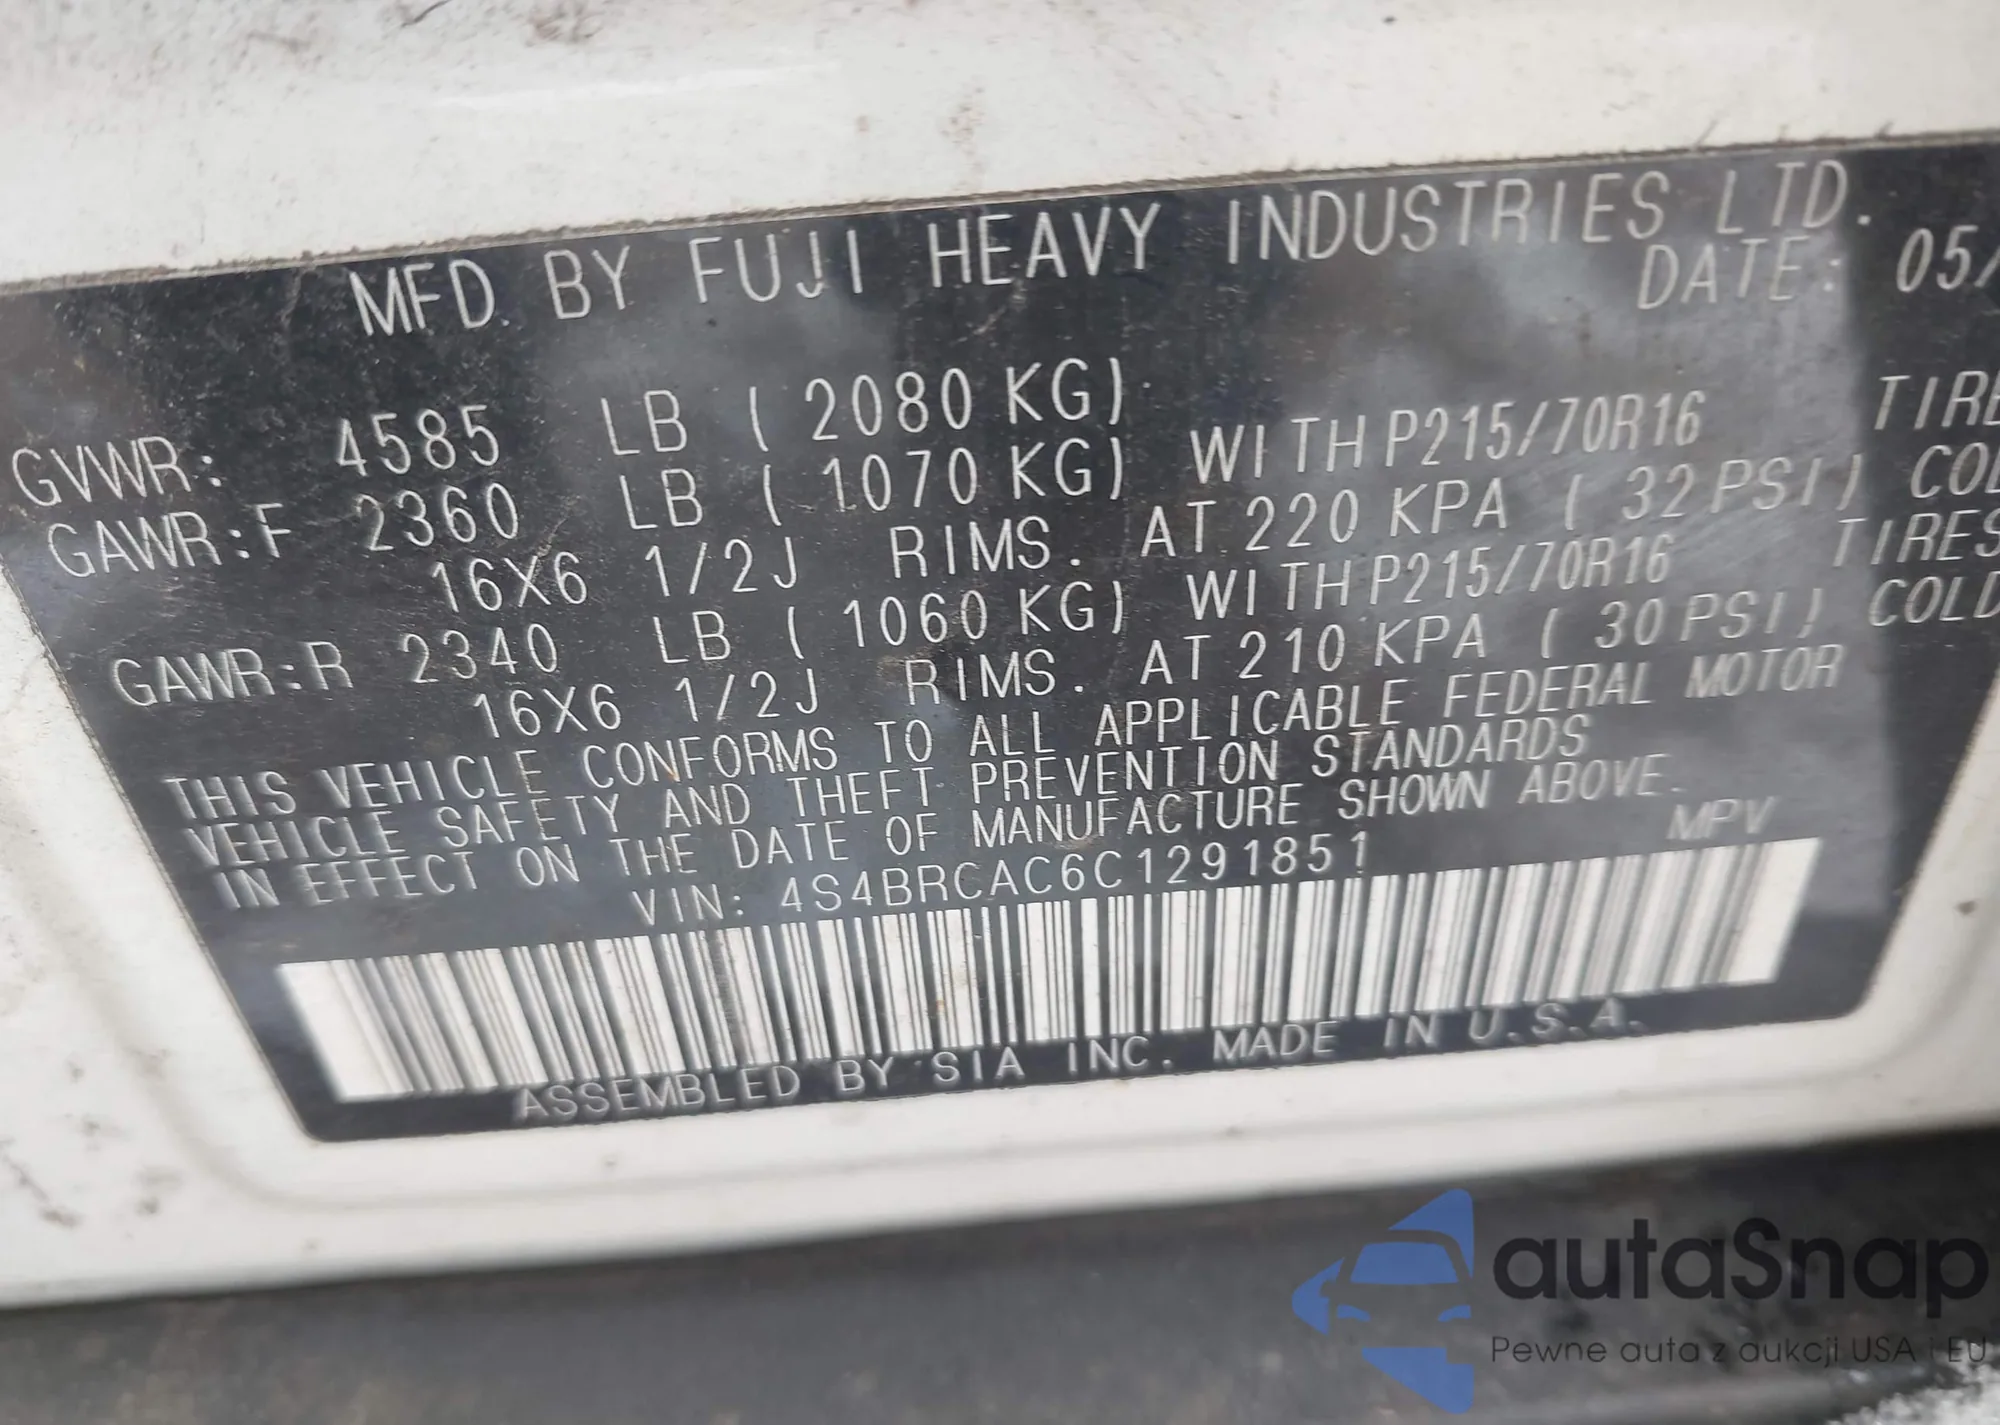 MFD. BY FUJI HEAVY INDUSTRIES LTD.
DATE: 05/
GVWR: 4585 LB ( 2080 KG)
GAWR:F 2360 LB ( 1070 KG) WITH P215/70R16 TIRE
16X6 1/2J RIMS. AT 220 KPA ( 32 PSI) COL
GAWR:R 2340 LB ( 1060 KG) WITH P215/70R16 TIRES
16X6 1/2J RIMS. AT 210 KPA ( 30 PSI) COLD
THIS VEHICLE CONFORMS TO ALL APPLICABLE FEDERAL MOTOR
VEHICLE SAFETY AND THEFT PREVENTION STANDARDS
IN EFFECT ON THE DATE OF MANUFACTURE SHOWN ABOVE.
VIN: 4S4BRCAC6C1291851 MPV
ASSEMBLED BY SIA INC. MADE IN U.S.A.
autaSnap
Pewne auta z aukcji USA i EU